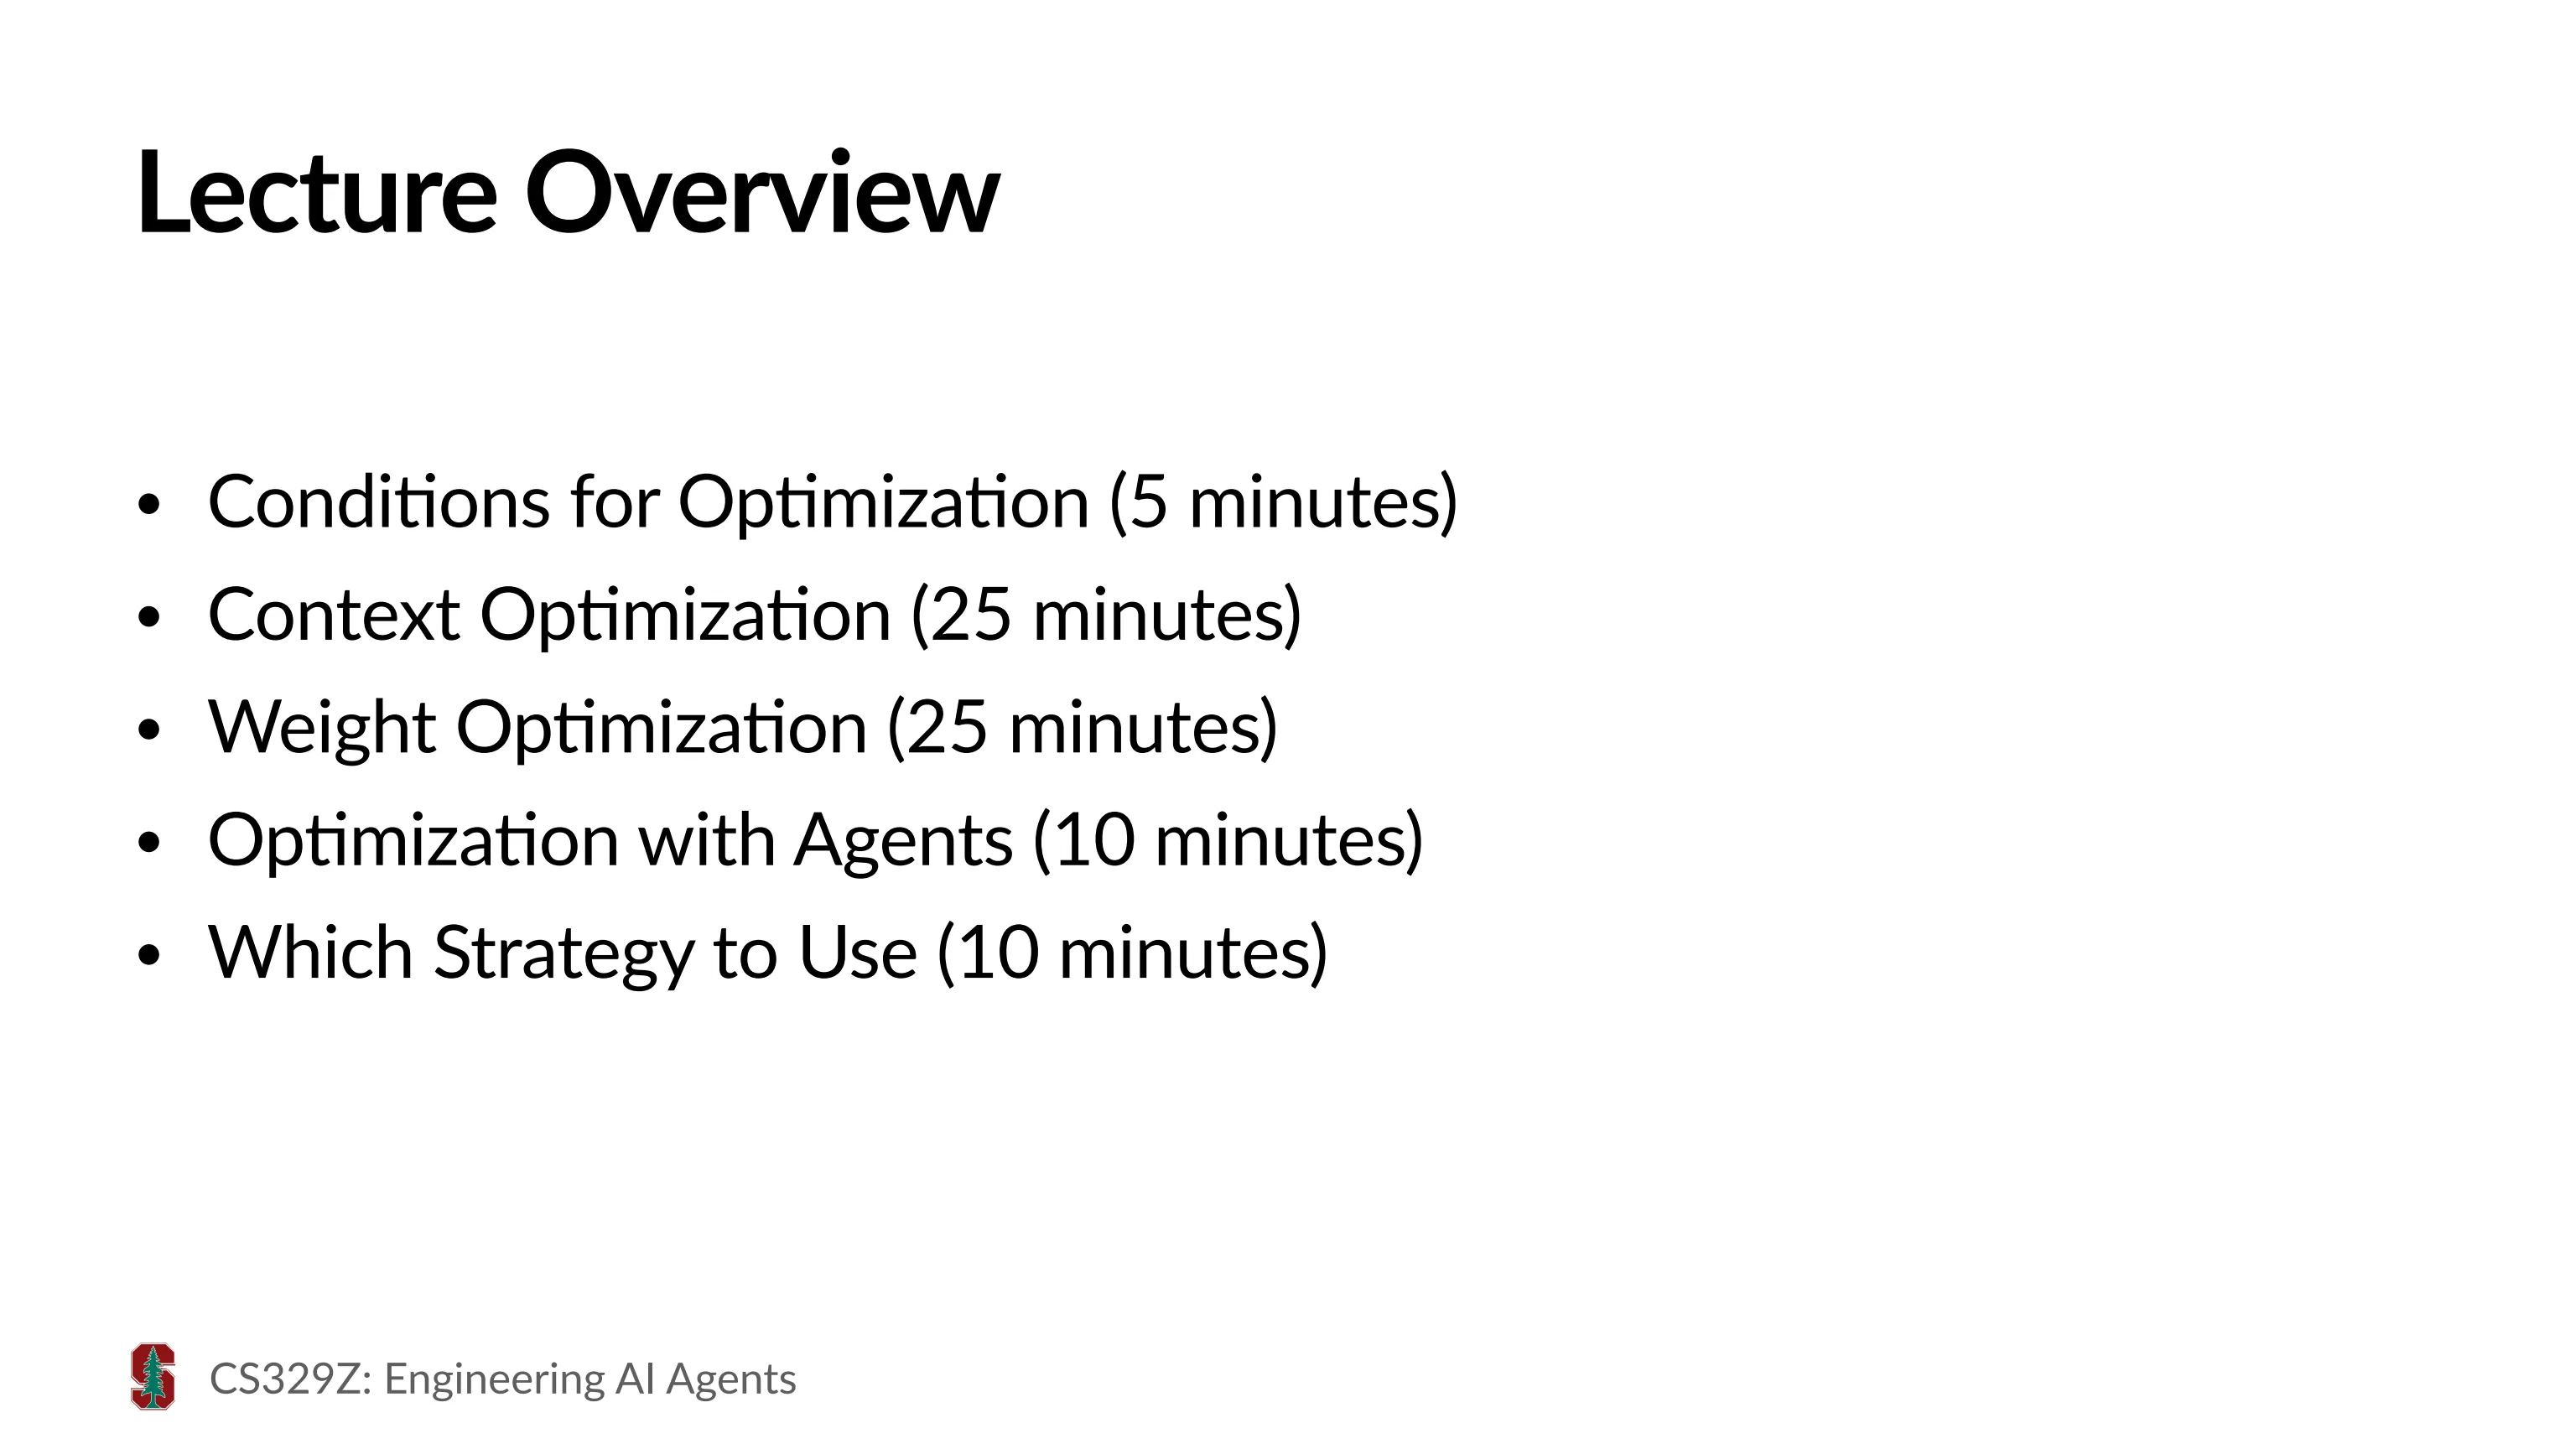 Lecture Overview
• Conditions for Optimization (5 minutes)
• Context Optimization (25 minutes)
• Weight Optimization (25 minutes)
• Optimization with Agents (10 minutes)
• Which Strategy to Use (10 minutes)
CS329Z: Engineering AI Agents